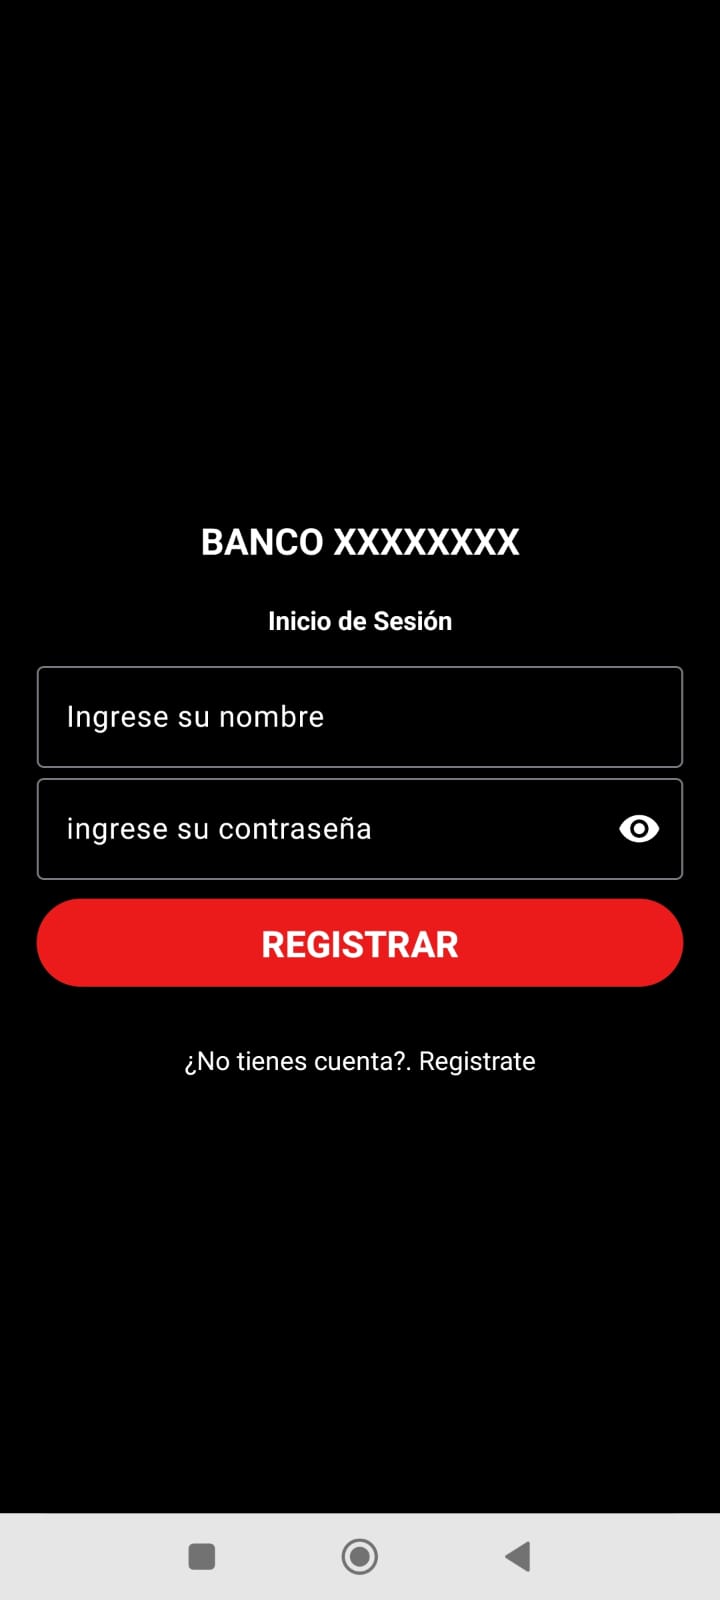 BANCO XXXXXXXX
Inicio de Sesión
Ingrese su nombre
ingrese su contraseña
REGISTRAR
¿No tienes cuenta?. Registrate